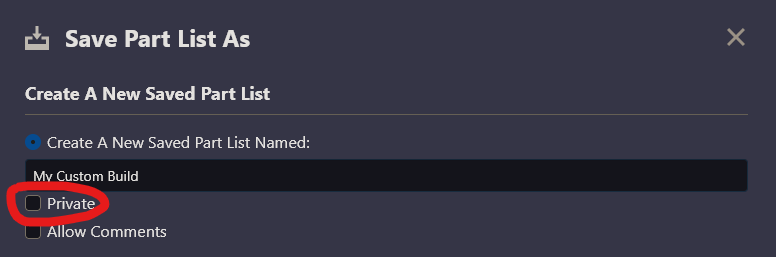 Save Part List As
Create A New Saved Part List
Create A New Saved Part List Named:
My Custom Build
Private
Allow Comments